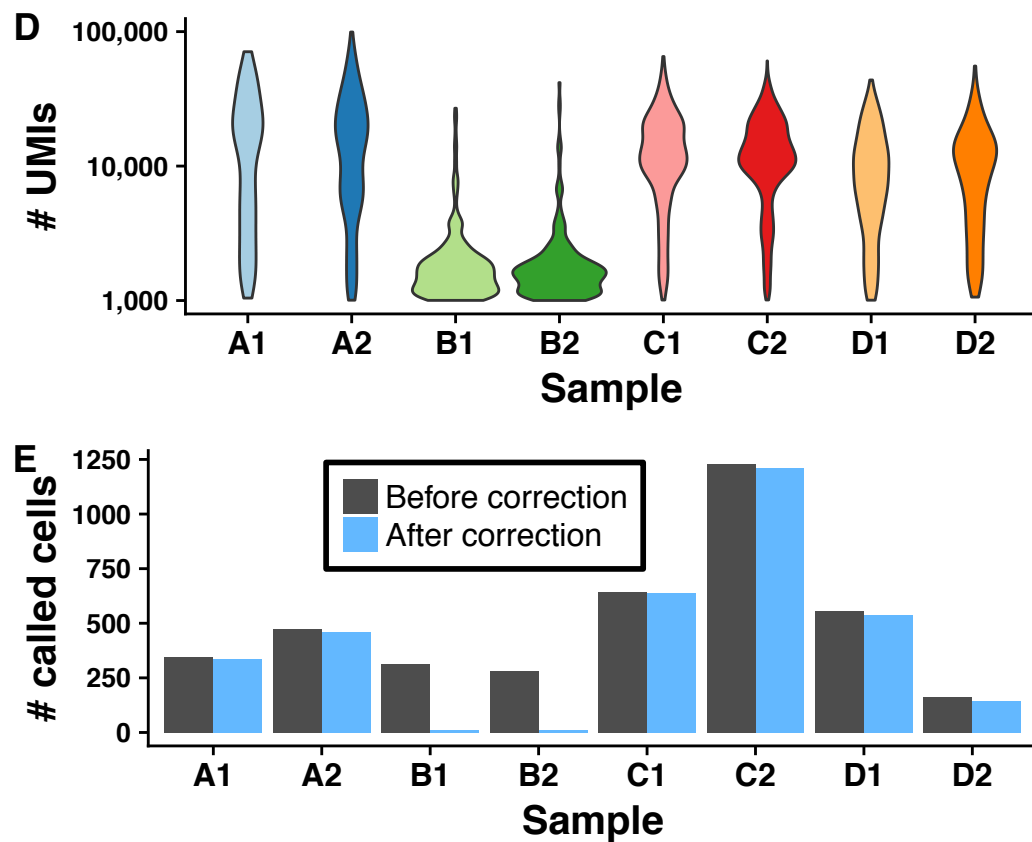 D
# UMIs
100,000
10,000
1,000
A1 A2 B1 B2 C1 C2 D1 D2
Sample
E
# called cells
1250
1000
750
500
250
0
Before correction
After correction
A1 A2 B1 B2 C1 C2 D1 D2
Sample